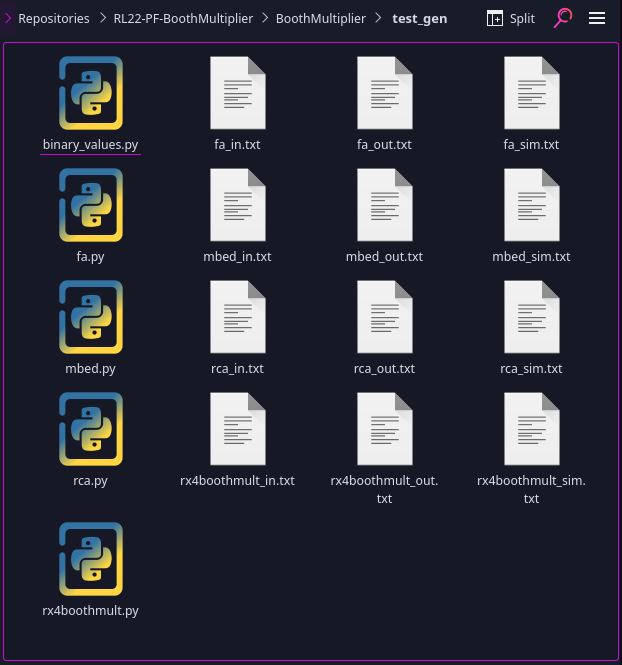 Repositories > RL22-PF-BoothMultiplier > BoothMultiplier > test_gen Split
binary_values.py fa_in.txt fa_out.txt fa_sim.txt
fa.py mbed_in.txt mbed_out.txt mbed_sim.txt
mbed.py rca_in.txt rca_out.txt rca_sim.txt
rca.py rx4boothmult_in.txt rx4boothmult_out. rx4boothmult_sim.
txt txt
rx4boothmult.py